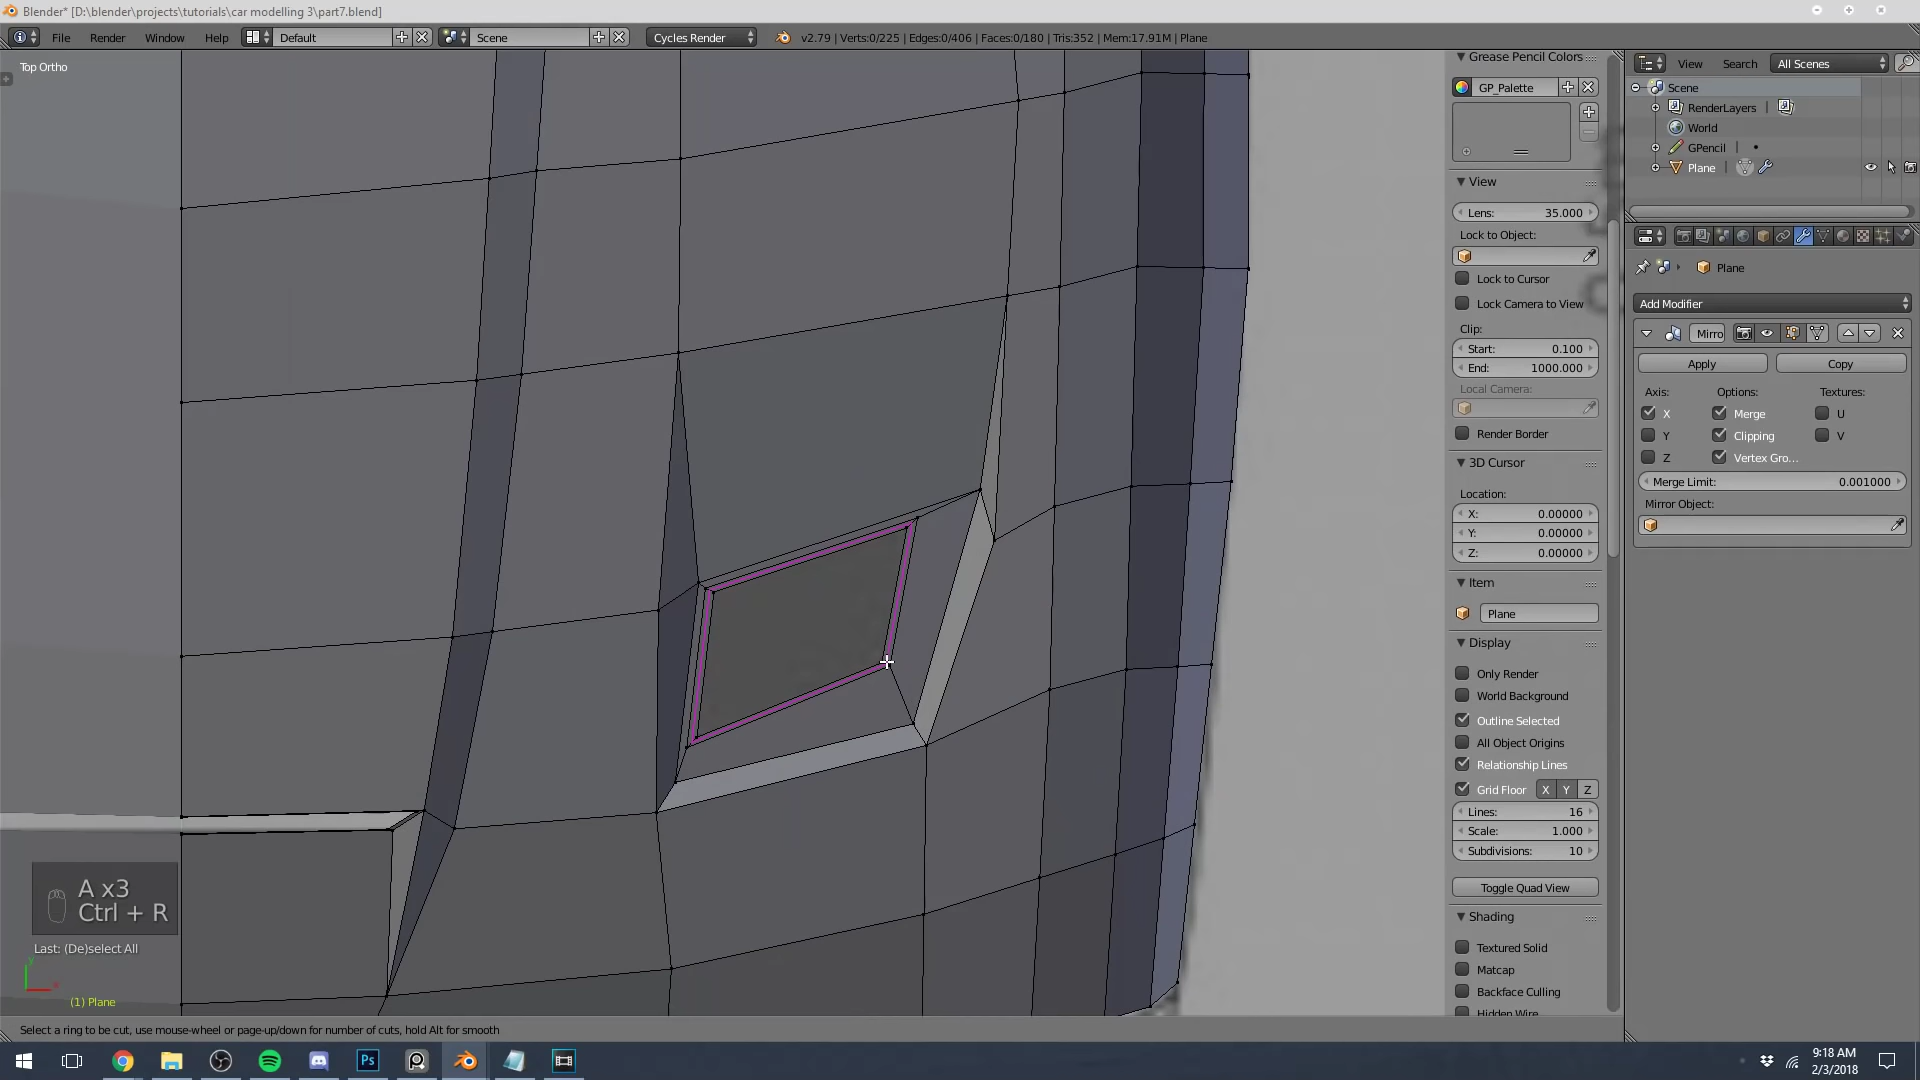 Blender* [D:\blender\projects\tutorials\car modelling 3\part7.blend]
File Render Window Help Default Scene Cycles Render v2.79 | Verts:0/225 | Edges:0/406 | Faces:0/180 | Tris:352 | Mem:17.91M | Plane
Top Ortho
Grease Pencil Colors
GP_Palette
View
Lens: 35.000
Lock to Object:
Lock to Cursor
Lock Camera to View
Clip:
Start: 0.100
End: 1000.000
Local Camera:
Render Border
3D Cursor
Location:
X: 0.00000
Y: 0.00000
Z: 0.00000
Item
Plane
Display
Only Render
World Background
Outline Selected
All Object Origins
Relationship Lines
Grid Floor X Y Z
Lines: 16
Scale: 1.000
Subdivisions: 10
Toggle Quad View
Shading
Textured Solid
Matcap
Backface Culling
Hidden Wire
View Search All Scenes
Scene
RenderLayers |
World
GPencil |
Plane |
Plane
Add Modifier
Mirro
Apply Copy
Axis: Options: Textures:
X Merge U
Y Clipping V
Z Vertex Gro...
Merge Limit: 0.001000
Mirror Object:
A x3
Ctrl + R
Last: (De)select All
y
x
(1) Plane
Select a ring to be cut, use mouse-wheel or page-up/down for number of cuts, hold Alt for smooth
Ps
9:18 AM
2/3/2018